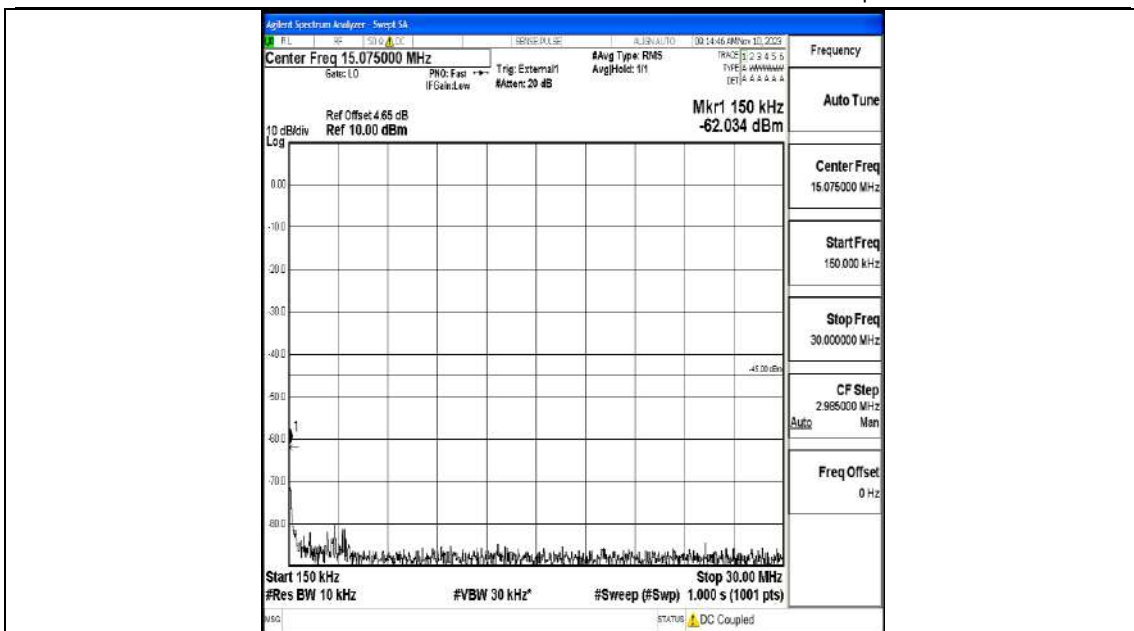 Agilent Spectrum Analyzer - Swept SA
RL RF 50 Ω DC SENSE:PULSE ALIGN AUTO 09:14:46 AM Nov 10, 2023
Center Freq 15.075000 MHz
Gate: LO PNO: Fast Trig: External1 #Avg Type: RMS TRACE 1 2 3 4 5 6
IFGain:Low #Atten: 20 dB Avg|Hold: 1/1 TYPE A WWWWW
DET A A A A A A
Mkr1 150 kHz
-62.034 dBm
Ref Offset 4.65 dB
10 dB/div Ref 10.00 dBm
Log
0.00
-10.0
-20.0
-30.0
-40.0
-45.00 dBm
-50.0
1
-60.0
-70.0
-80.0
Start 150 kHz Stop 30.00 MHz
#Res BW 10 kHz #VBW 30 kHz* #Sweep (#Swp) 1.000 s (1001 pts)
MSG STATUS DC Coupled
Frequency
Auto Tune
Center Freq
15.075000 MHz
Start Freq
150.000 kHz
Stop Freq
30.000000 MHz
CF Step
2.985000 MHz
Auto Man
Freq Offset
0 Hz